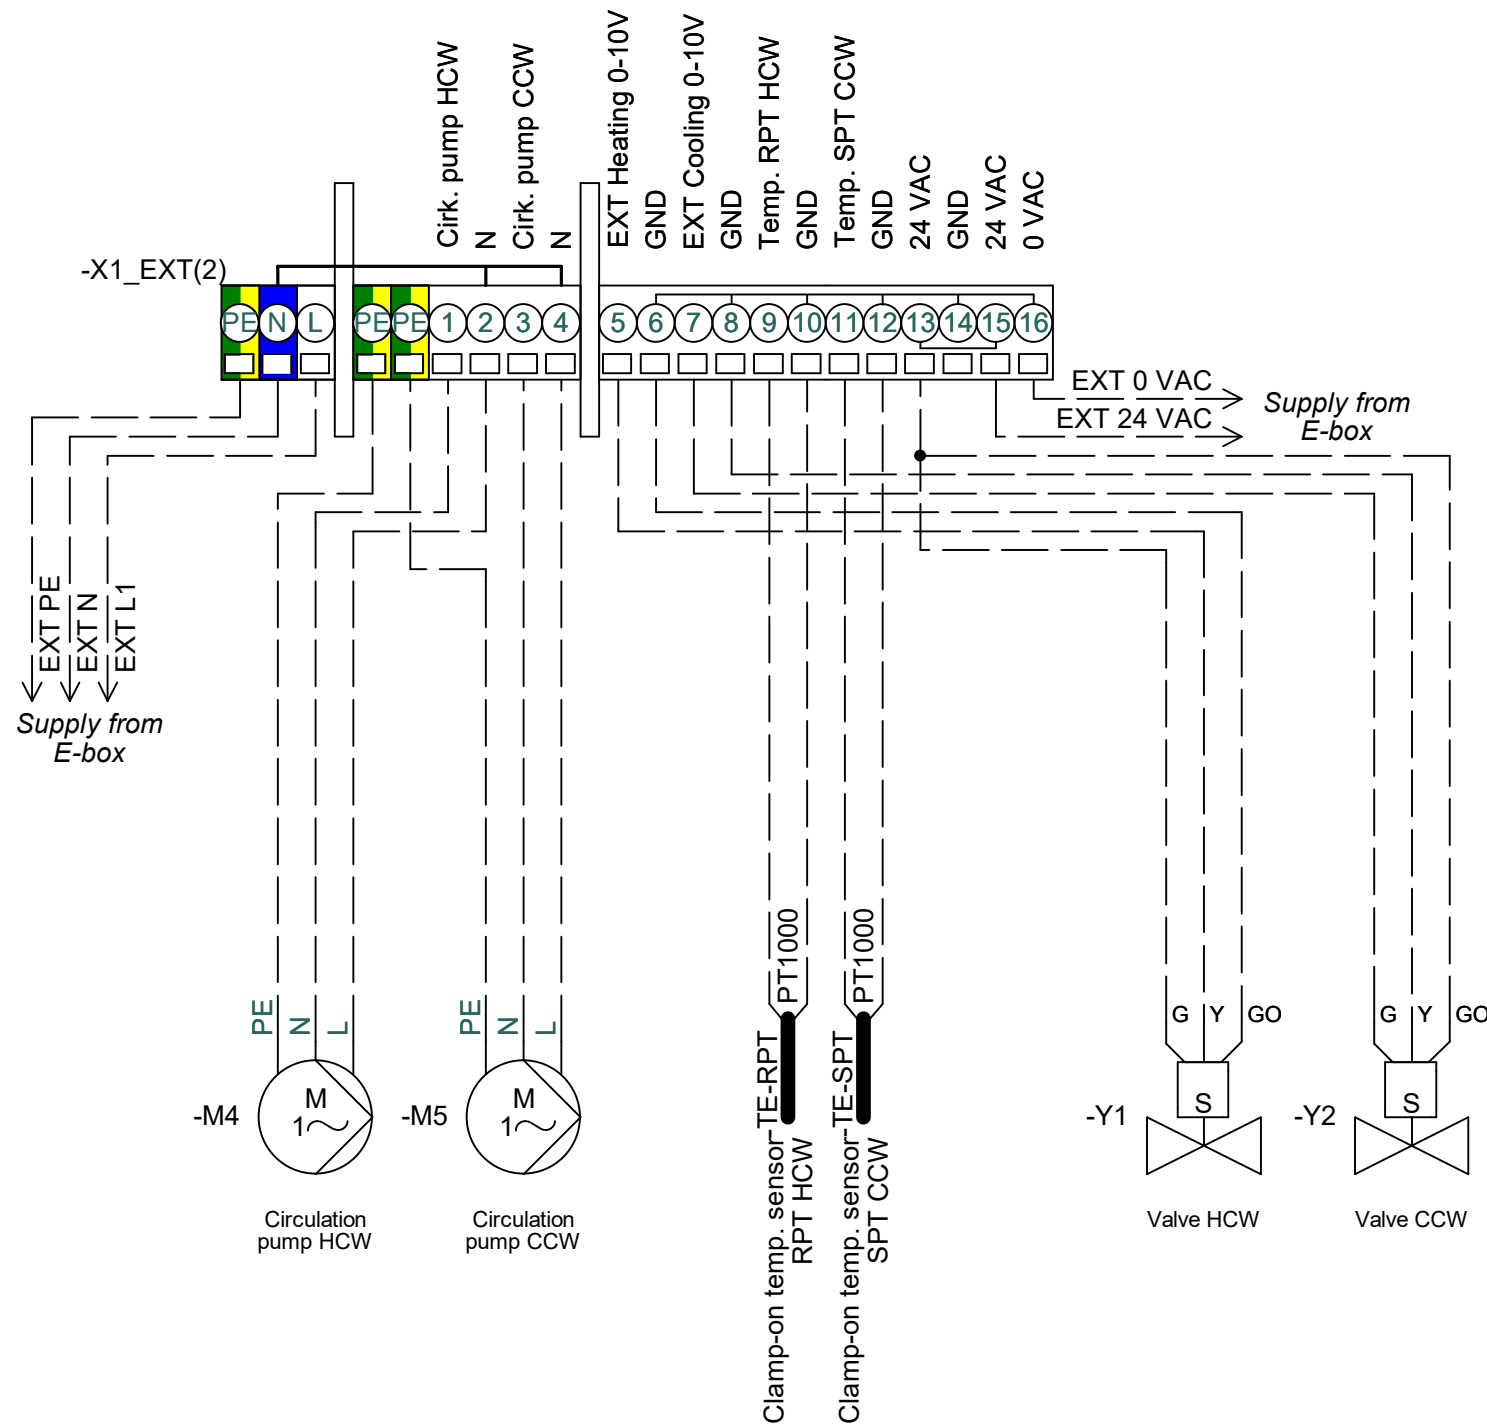 Cirk. pump HCW
N
Cirk. pump CCW
N
EXT Heating 0-10V
GND
EXT Cooling 0-10V
GND
Temp. RPT HCW
GND
Temp. SPT CCW
GND
24 VAC
GND
24 VAC
0 VAC
-X1_EXT(2)
PE N L PE PE 1 2 3 4 5 6 7 8 9 10 11 12 13 14 15 16
EXT 0 VAC
EXT 24 VAC
Supply from
E-box
EXT PE
EXT N
EXT L1
Supply from
E-box
PE N L
PE N L
PT1000
PT1000
G Y GO
G Y GO
-M4
M
1
-M5
M
1
-TE-RPT
-TE-SPT
-Y1
S
-Y2
S
Circulation
pump HCW
Circulation
pump CCW
Clamp-on temp. sensor
RPT HCW
Clamp-on temp. sensor
SPT CCW
Valve HCW
Valve CCW